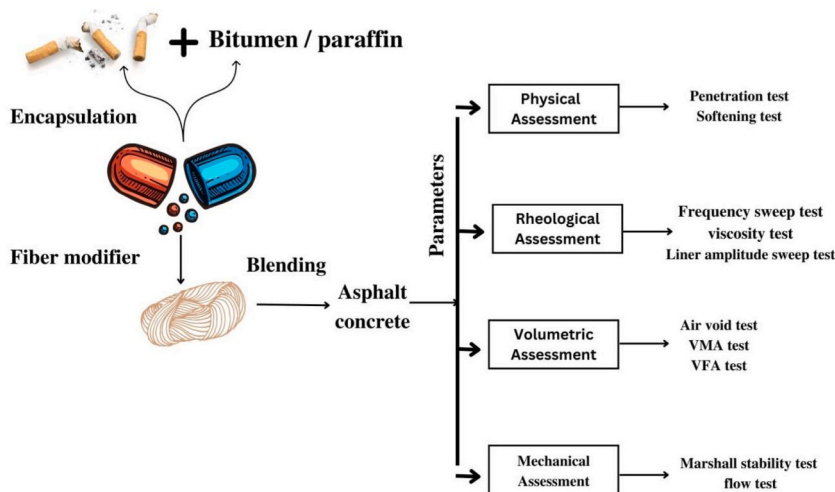 + Bitumen / paraffin
Encapsulation
Fiber modifier
Blending
Asphalt
concrete
Parameters
Physical
Assessment
Penetration test
Softening test
Rheological
Assessment
Frequency sweep test
viscosity test
Liner amplitude sweep test
Volumetric
Assessment
Air void test
VMA test
VFA test
Mechanical
Assessment
Marshall stability test
flow test